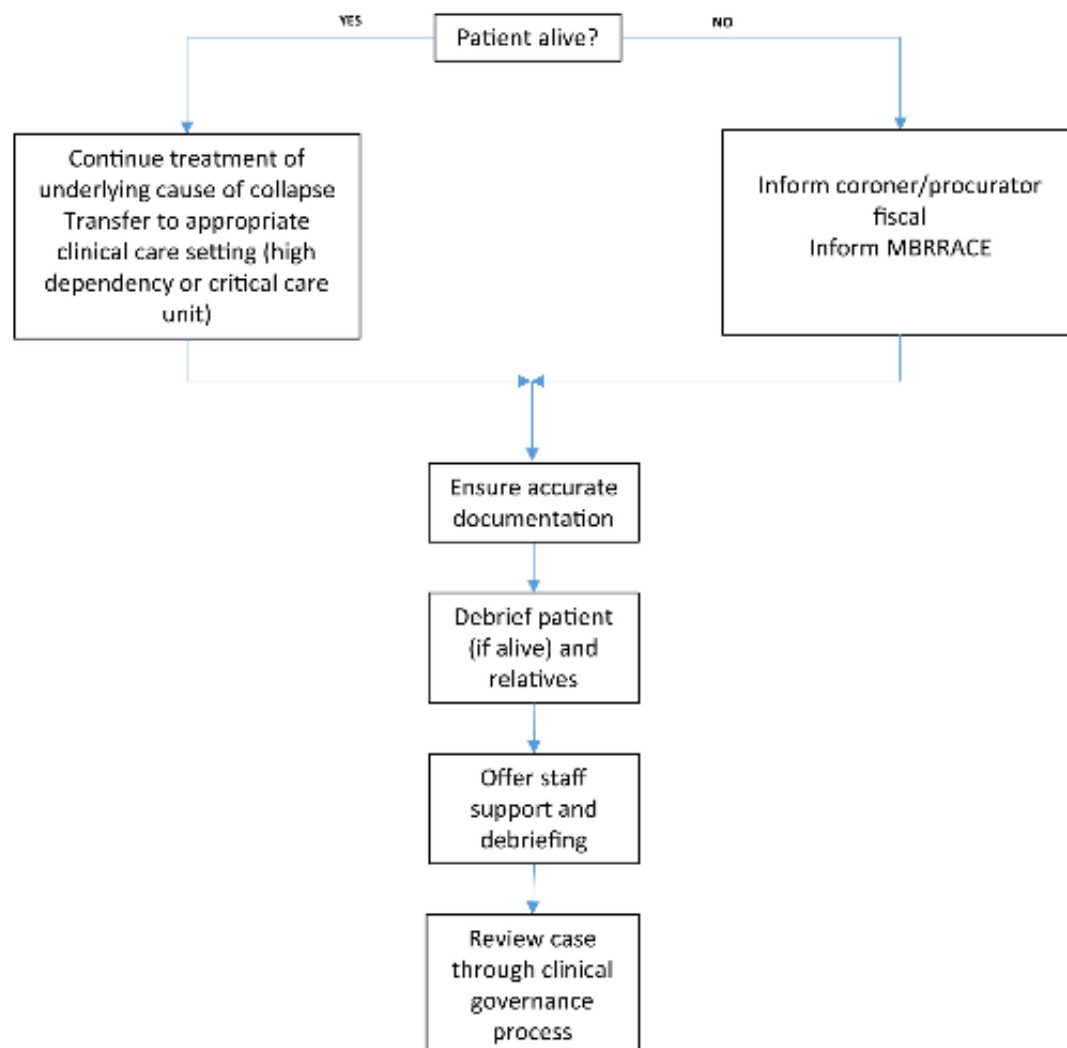 YES
Patient alive?
NO
Continue treatment of
underlying cause of collapse
Transfer to appropriate
clinical care setting (high
dependency or critical care
unit)
Inform coroner/procurator
fiscal
Inform MBRRACE
Ensure accurate
documentation
Debrief patient
(if alive) and
relatives
Offer staff
support and
debriefing
Review case
through clinical
governance
process